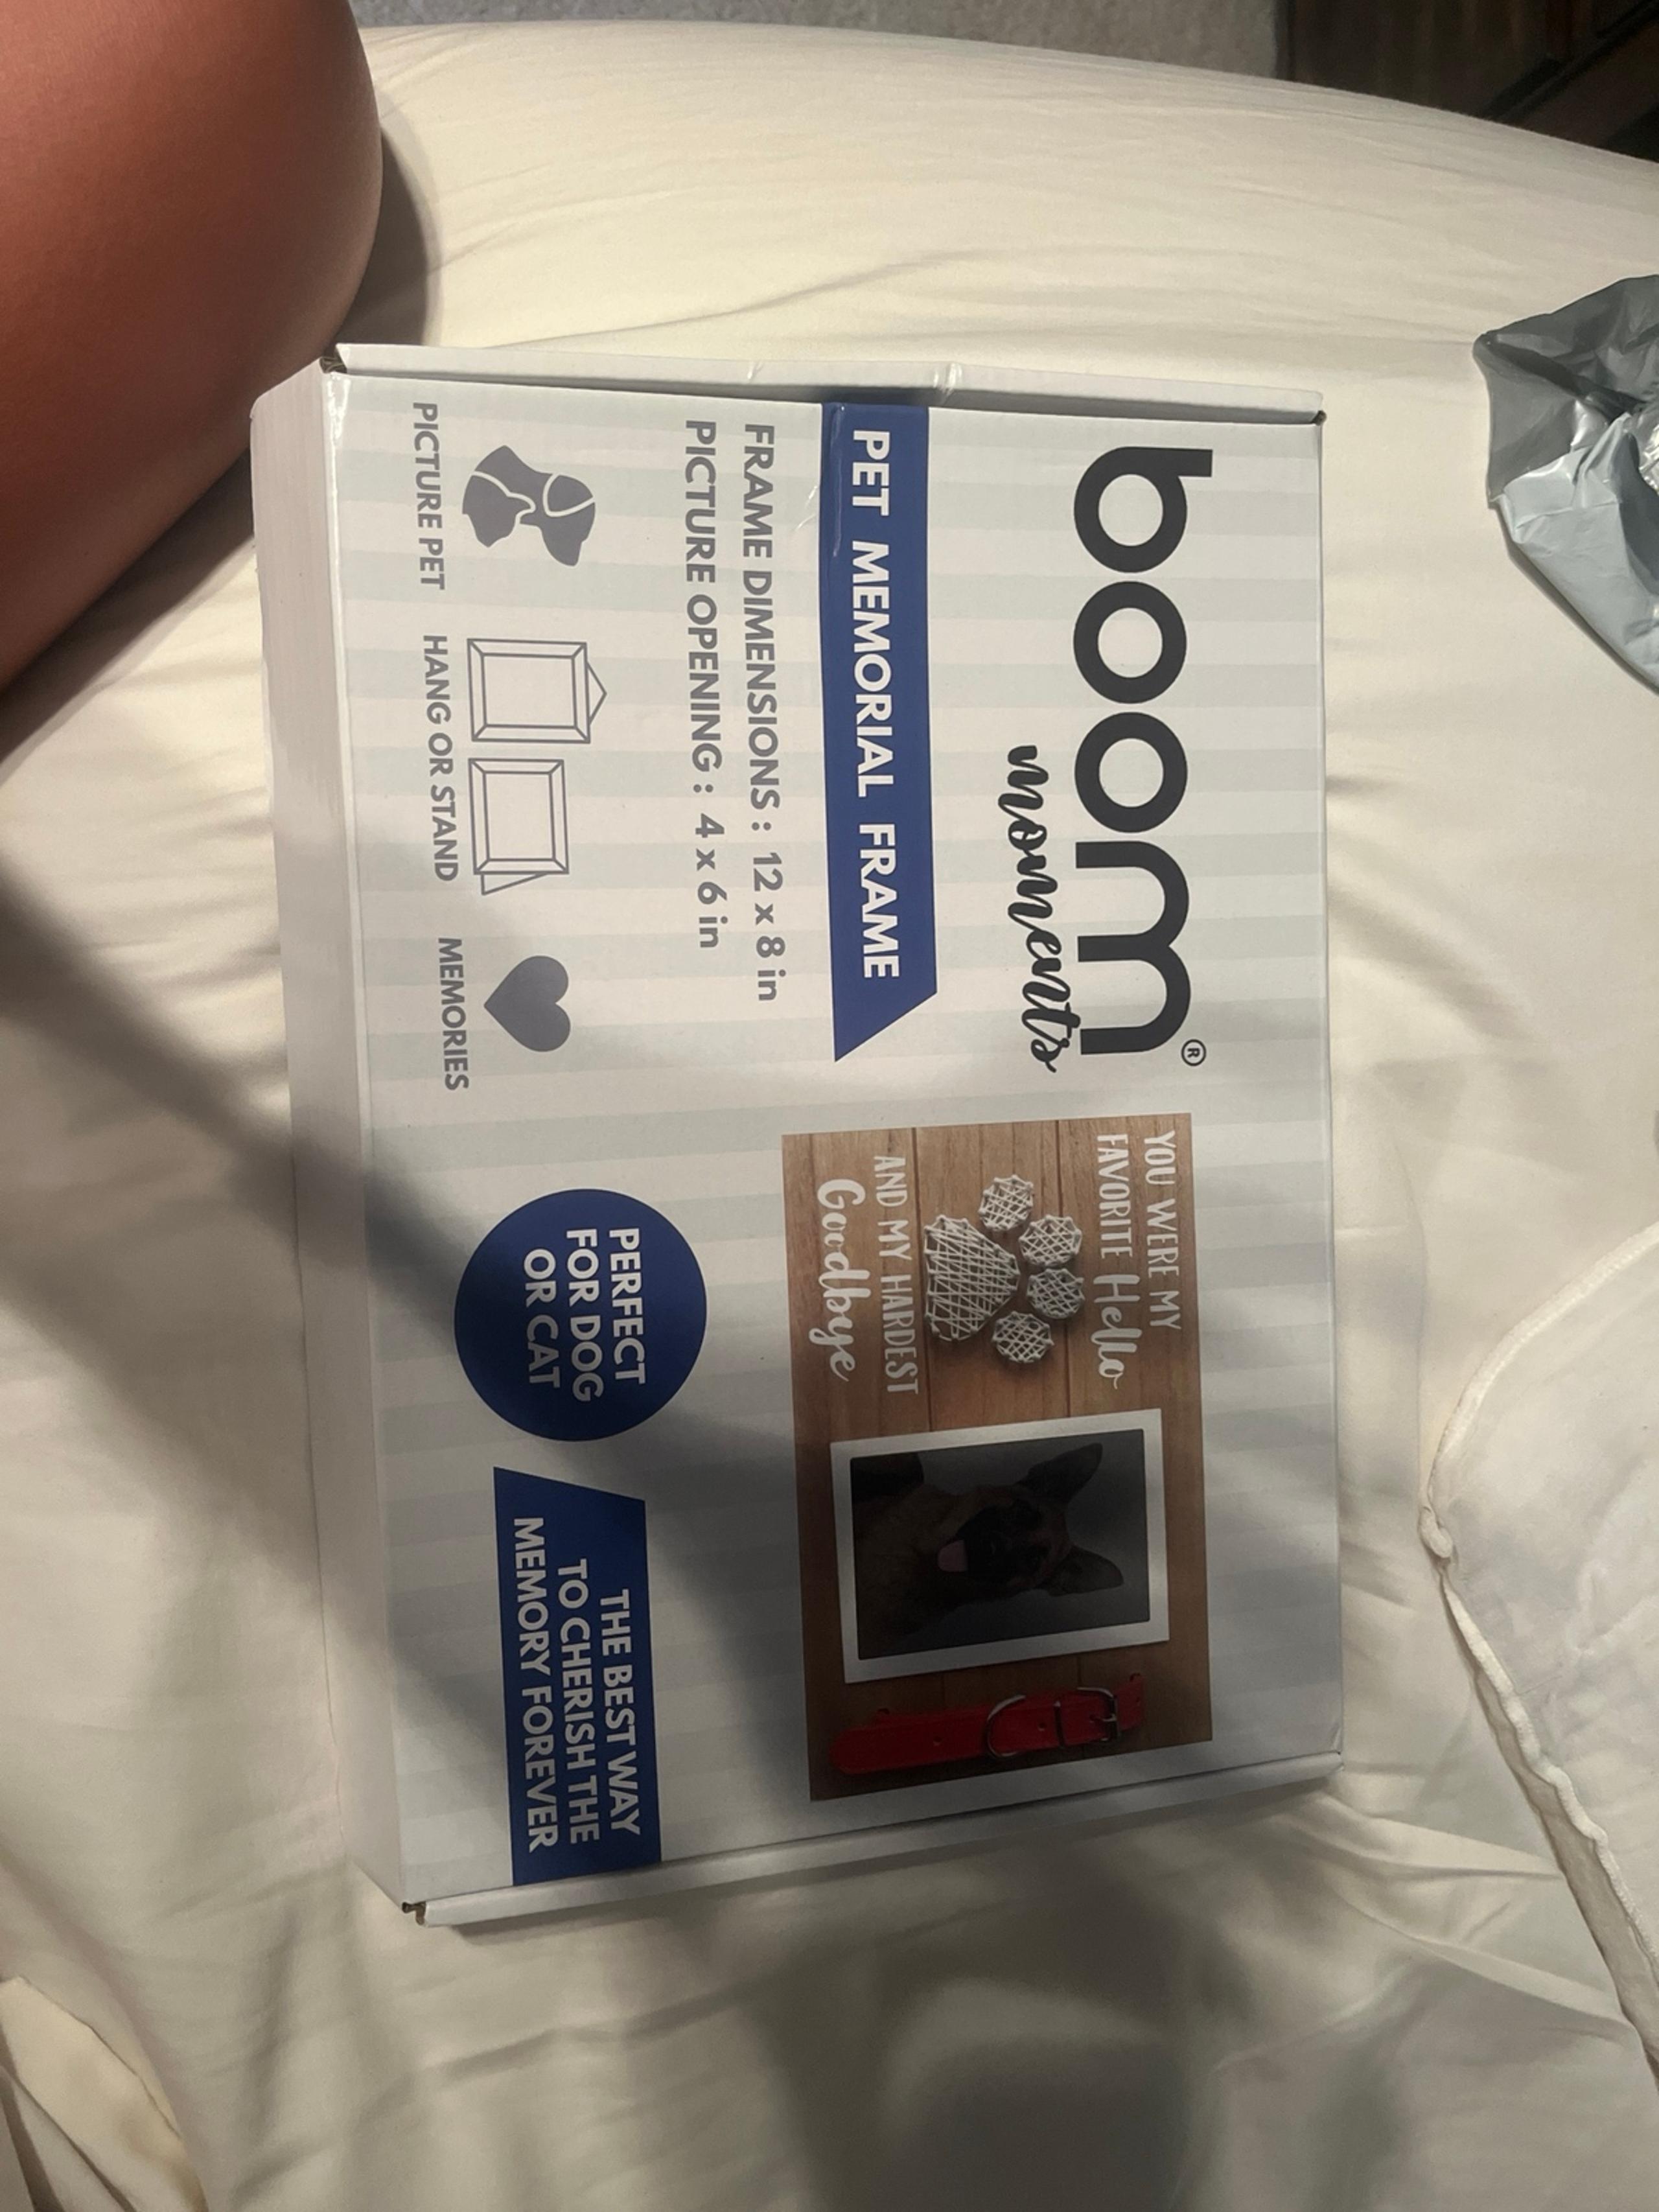 boom®
moments
PET MEMORIAL FRAME
FRAME DIMENSIONS : 12 x 8 in
PICTURE OPENING : 4 x 6 in
PICTURE PET
HANG OR STAND
MEMORIES
YOU WERE MY
FAVORITE Hello
AND MY HARDEST
Goodbye
PERFECT
FOR DOG
OR CAT
THE BEST WAY
TO CHERISH THE
MEMORY FOREVER